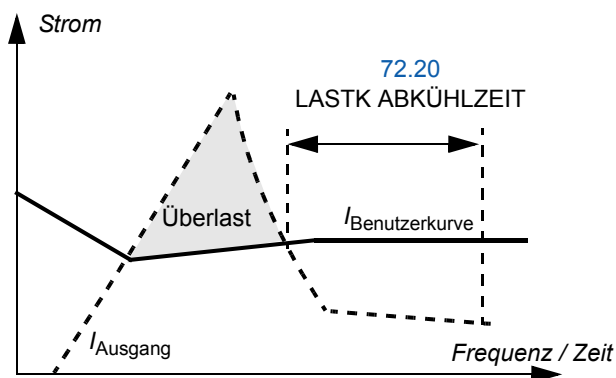 Strom
72.20
LASTK ABKÜHLZEIT
Überlast
IBenutzerkurve
IAusgang
Frequenz / Zeit